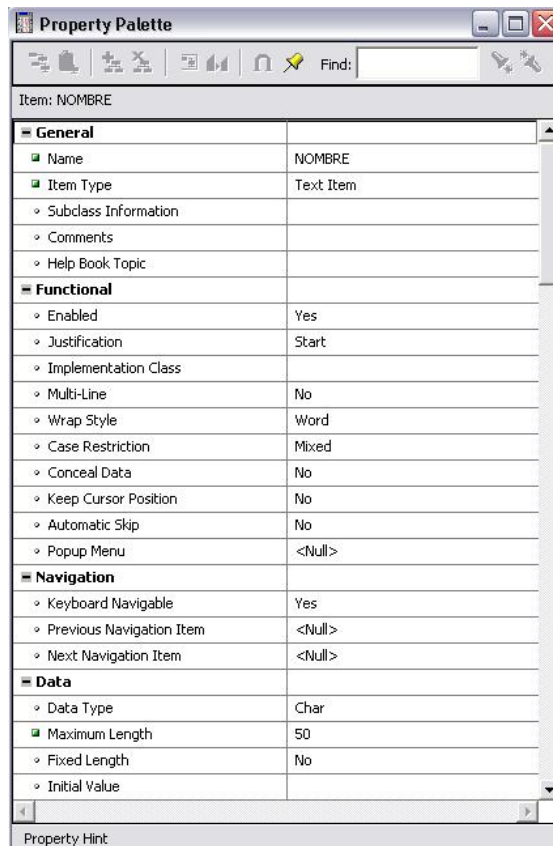 Property Palette
Find:
Item: NOMBRE
General
Name NOMBRE
Item Type Text Item
Subclass Information
Comments
Help Book Topic
Functional
Enabled Yes
Justification Start
Implementation Class
Multi-Line No
Wrap Style Word
Case Restriction Mixed
Conceal Data No
Keep Cursor Position No
Automatic Skip No
Popup Menu <Null>
Navigation
Keyboard Navigable Yes
Previous Navigation Item <Null>
Next Navigation Item <Null>
Data
Data Type Char
Maximum Length 50
Fixed Length No
Initial Value
Property Hint